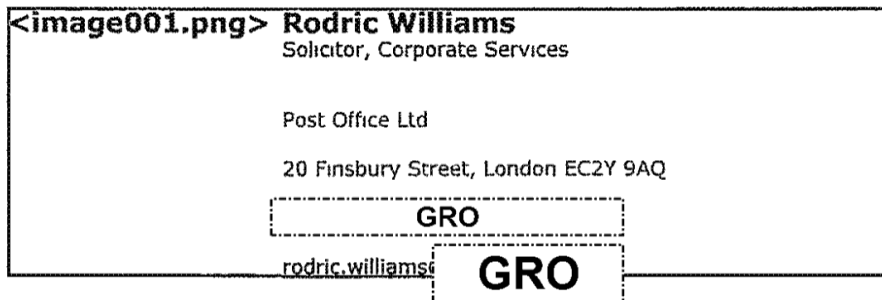 <image001.png> Rodric Williams
Solicitor, Corporate Services
Post Office Ltd
20 Finsbury Street, London EC2Y 9AQ
GRO
rodric.williams
GRO